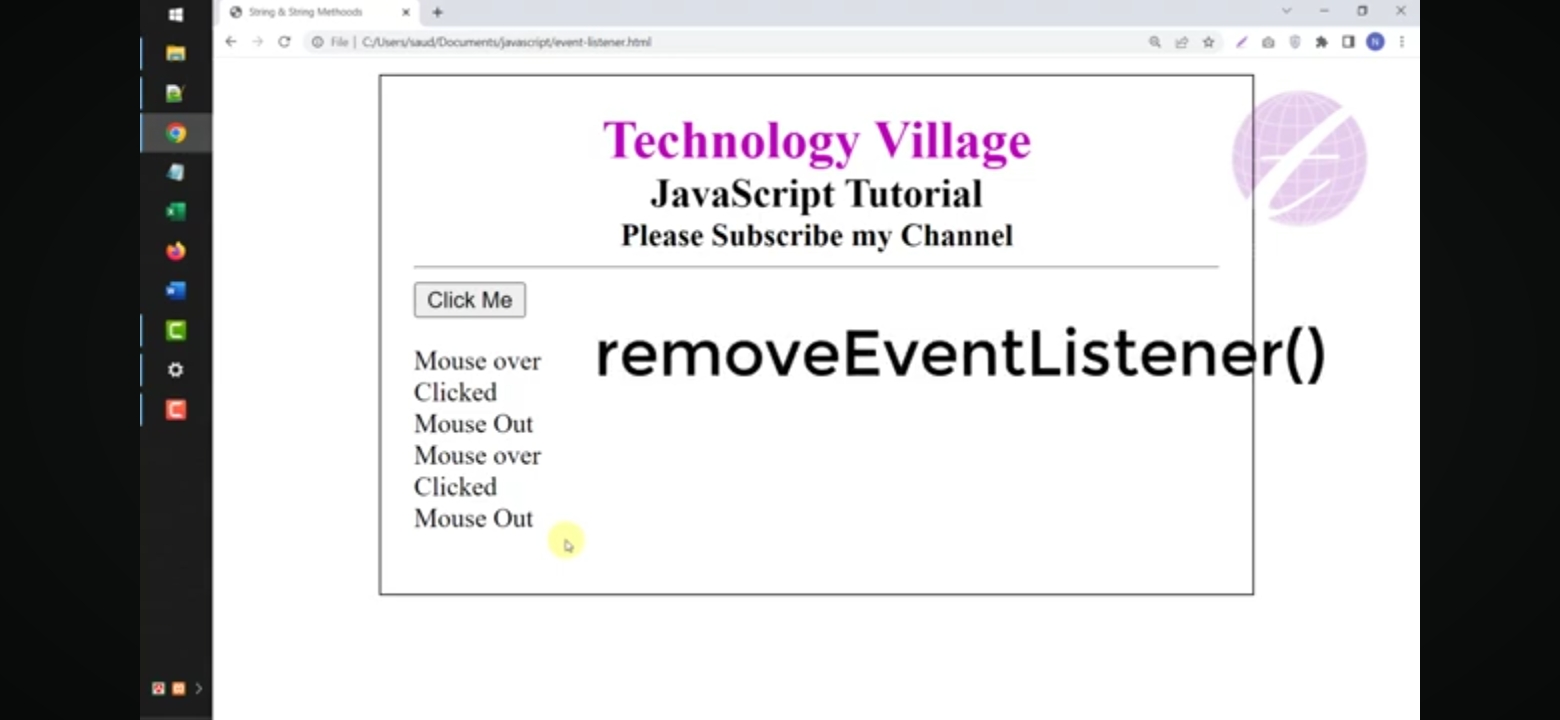 String & String Methoods
File | C:/Users/saud/Documents/javascript/event-listener.html
N
Technology Village
JavaScript Tutorial
Please Subscribe my Channel
Click Me
removeEventListener()
Mouse over
Clicked
Mouse Out
Mouse over
Clicked
Mouse Out